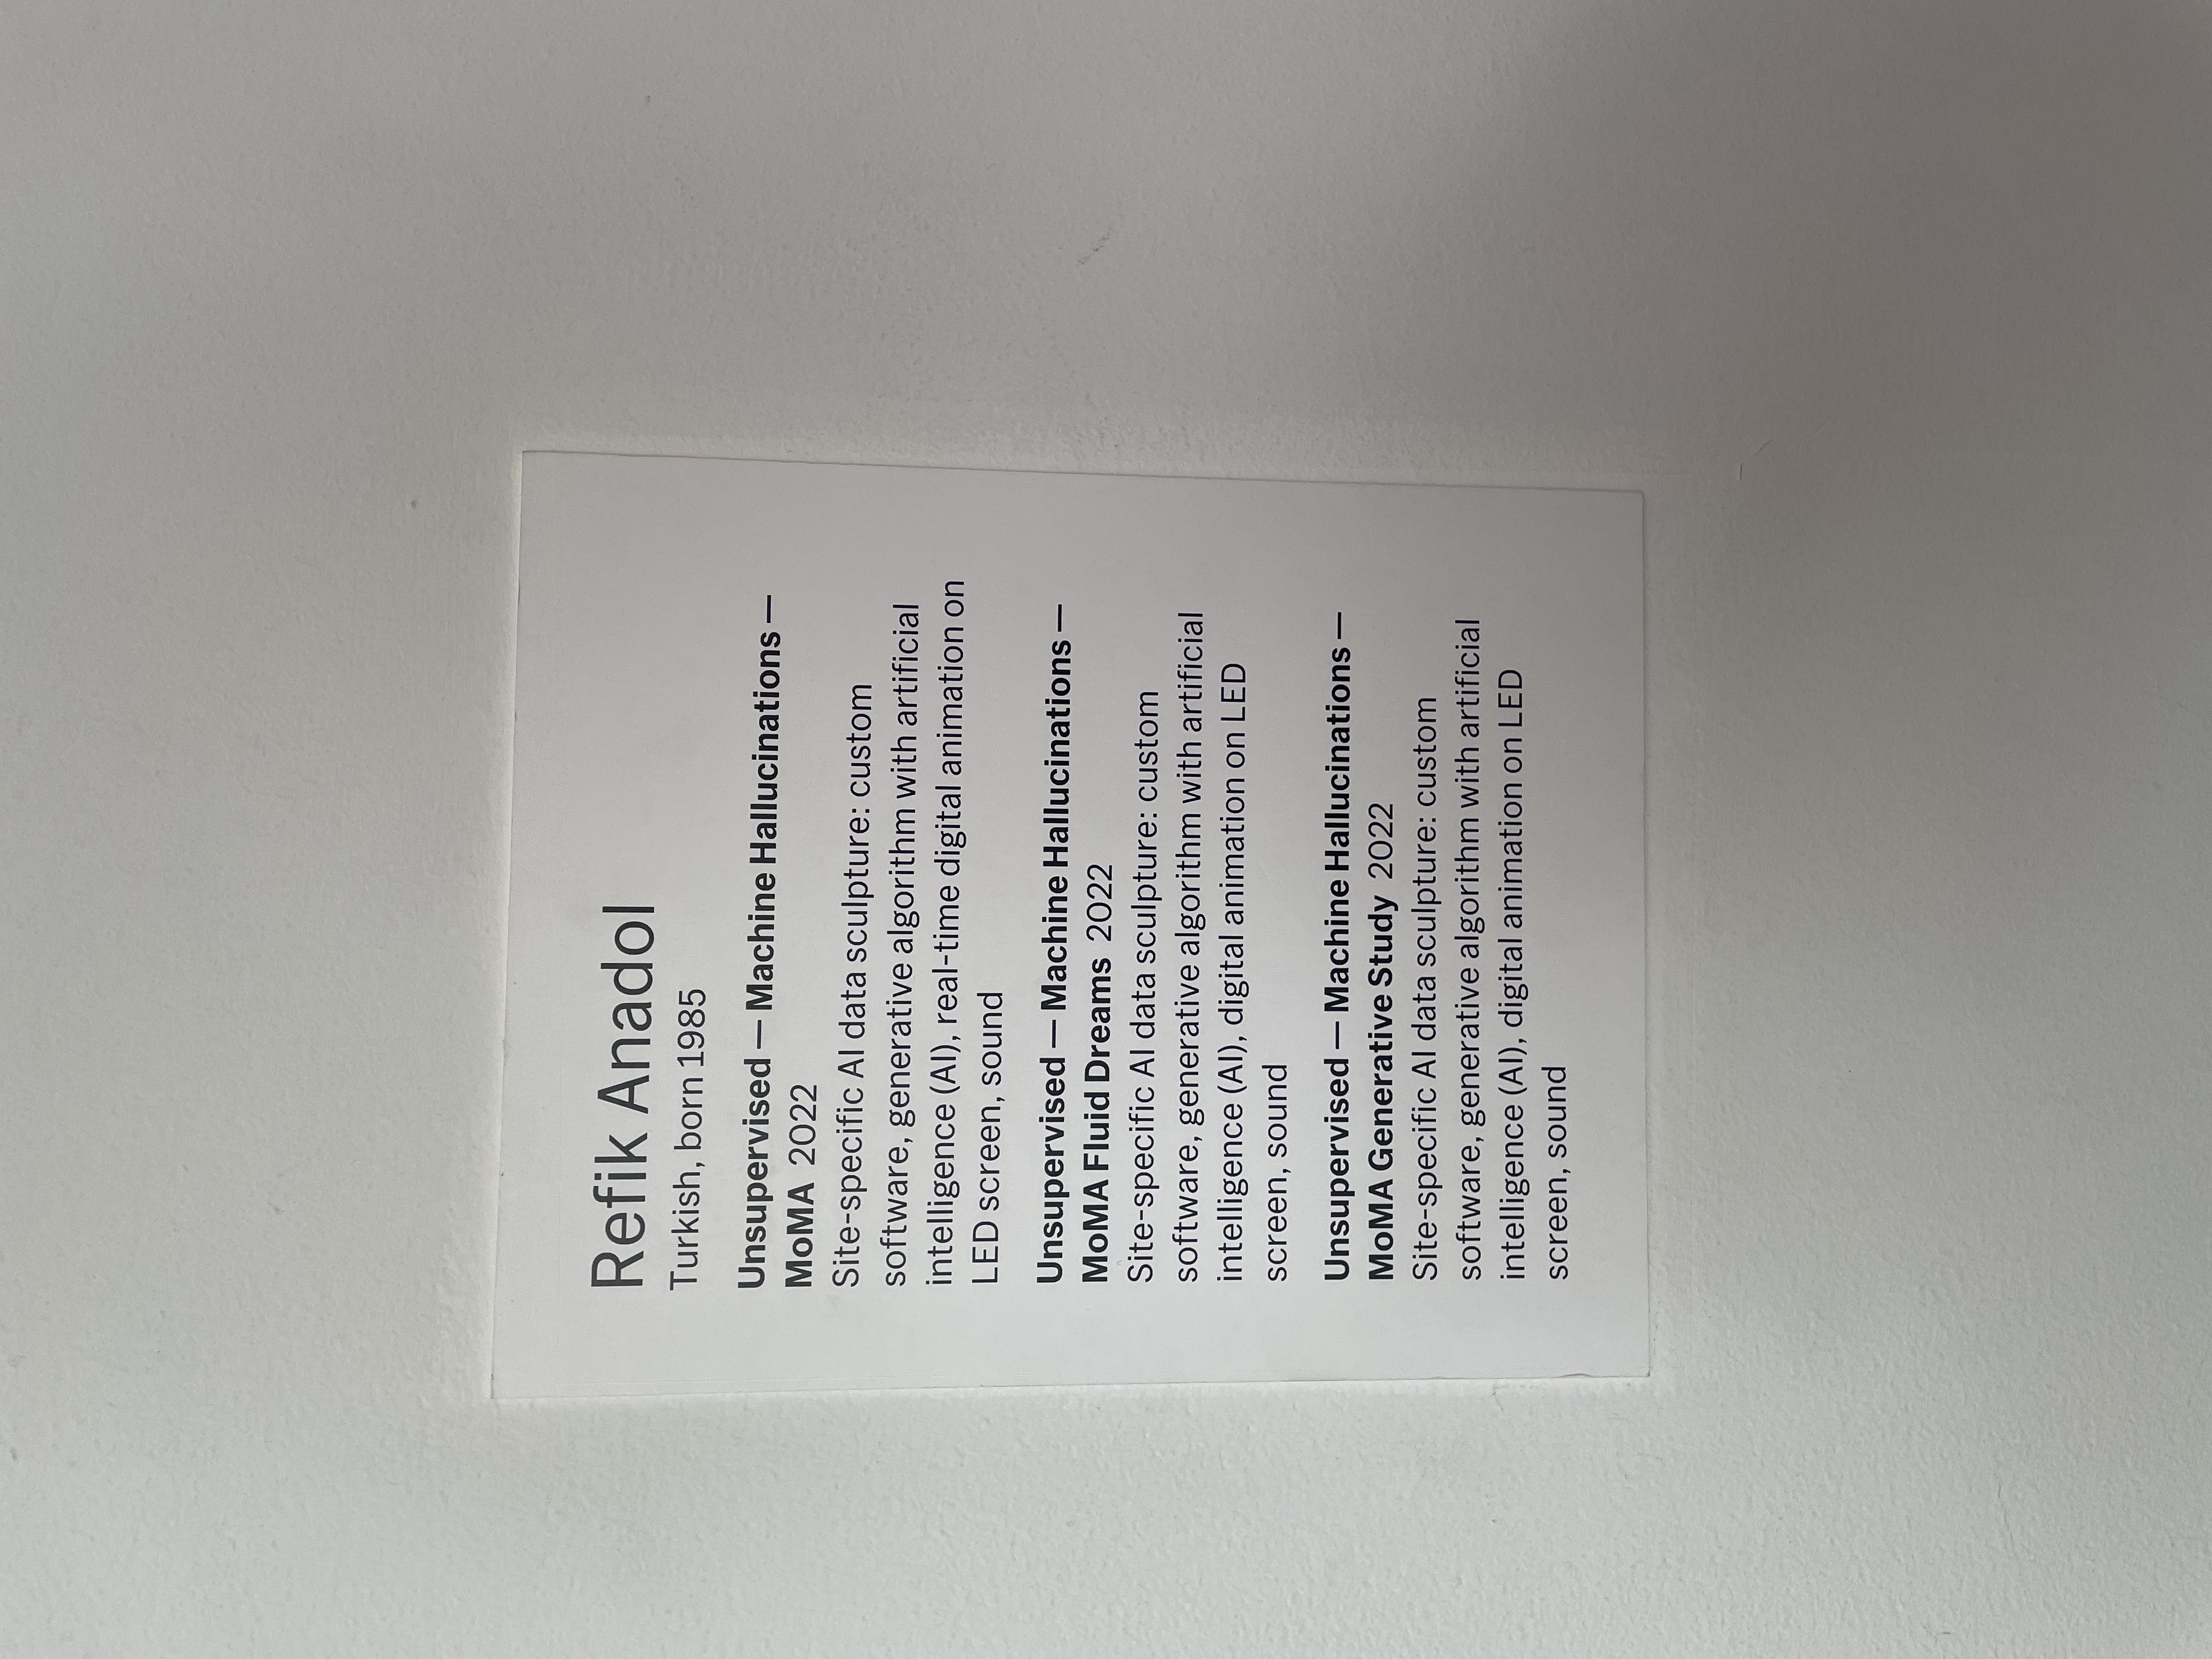 Refik Anadol
Turkish, born 1985
Unsupervised — Machine Hallucinations —
MoMA 2022
Site-specific AI data sculpture: custom
software, generative algorithm with artificial
intelligence (AI), real-time digital animation on
LED screen, sound
Unsupervised — Machine Hallucinations —
MoMA Fluid Dreams 2022
Site-specific AI data sculpture: custom
software, generative algorithm with artificial
intelligence (AI), digital animation on LED
screen, sound
Unsupervised — Machine Hallucinations —
MoMA Generative Study 2022
Site-specific AI data sculpture: custom
software, generative algorithm with artificial
intelligence (AI), digital animation on LED
screen, sound